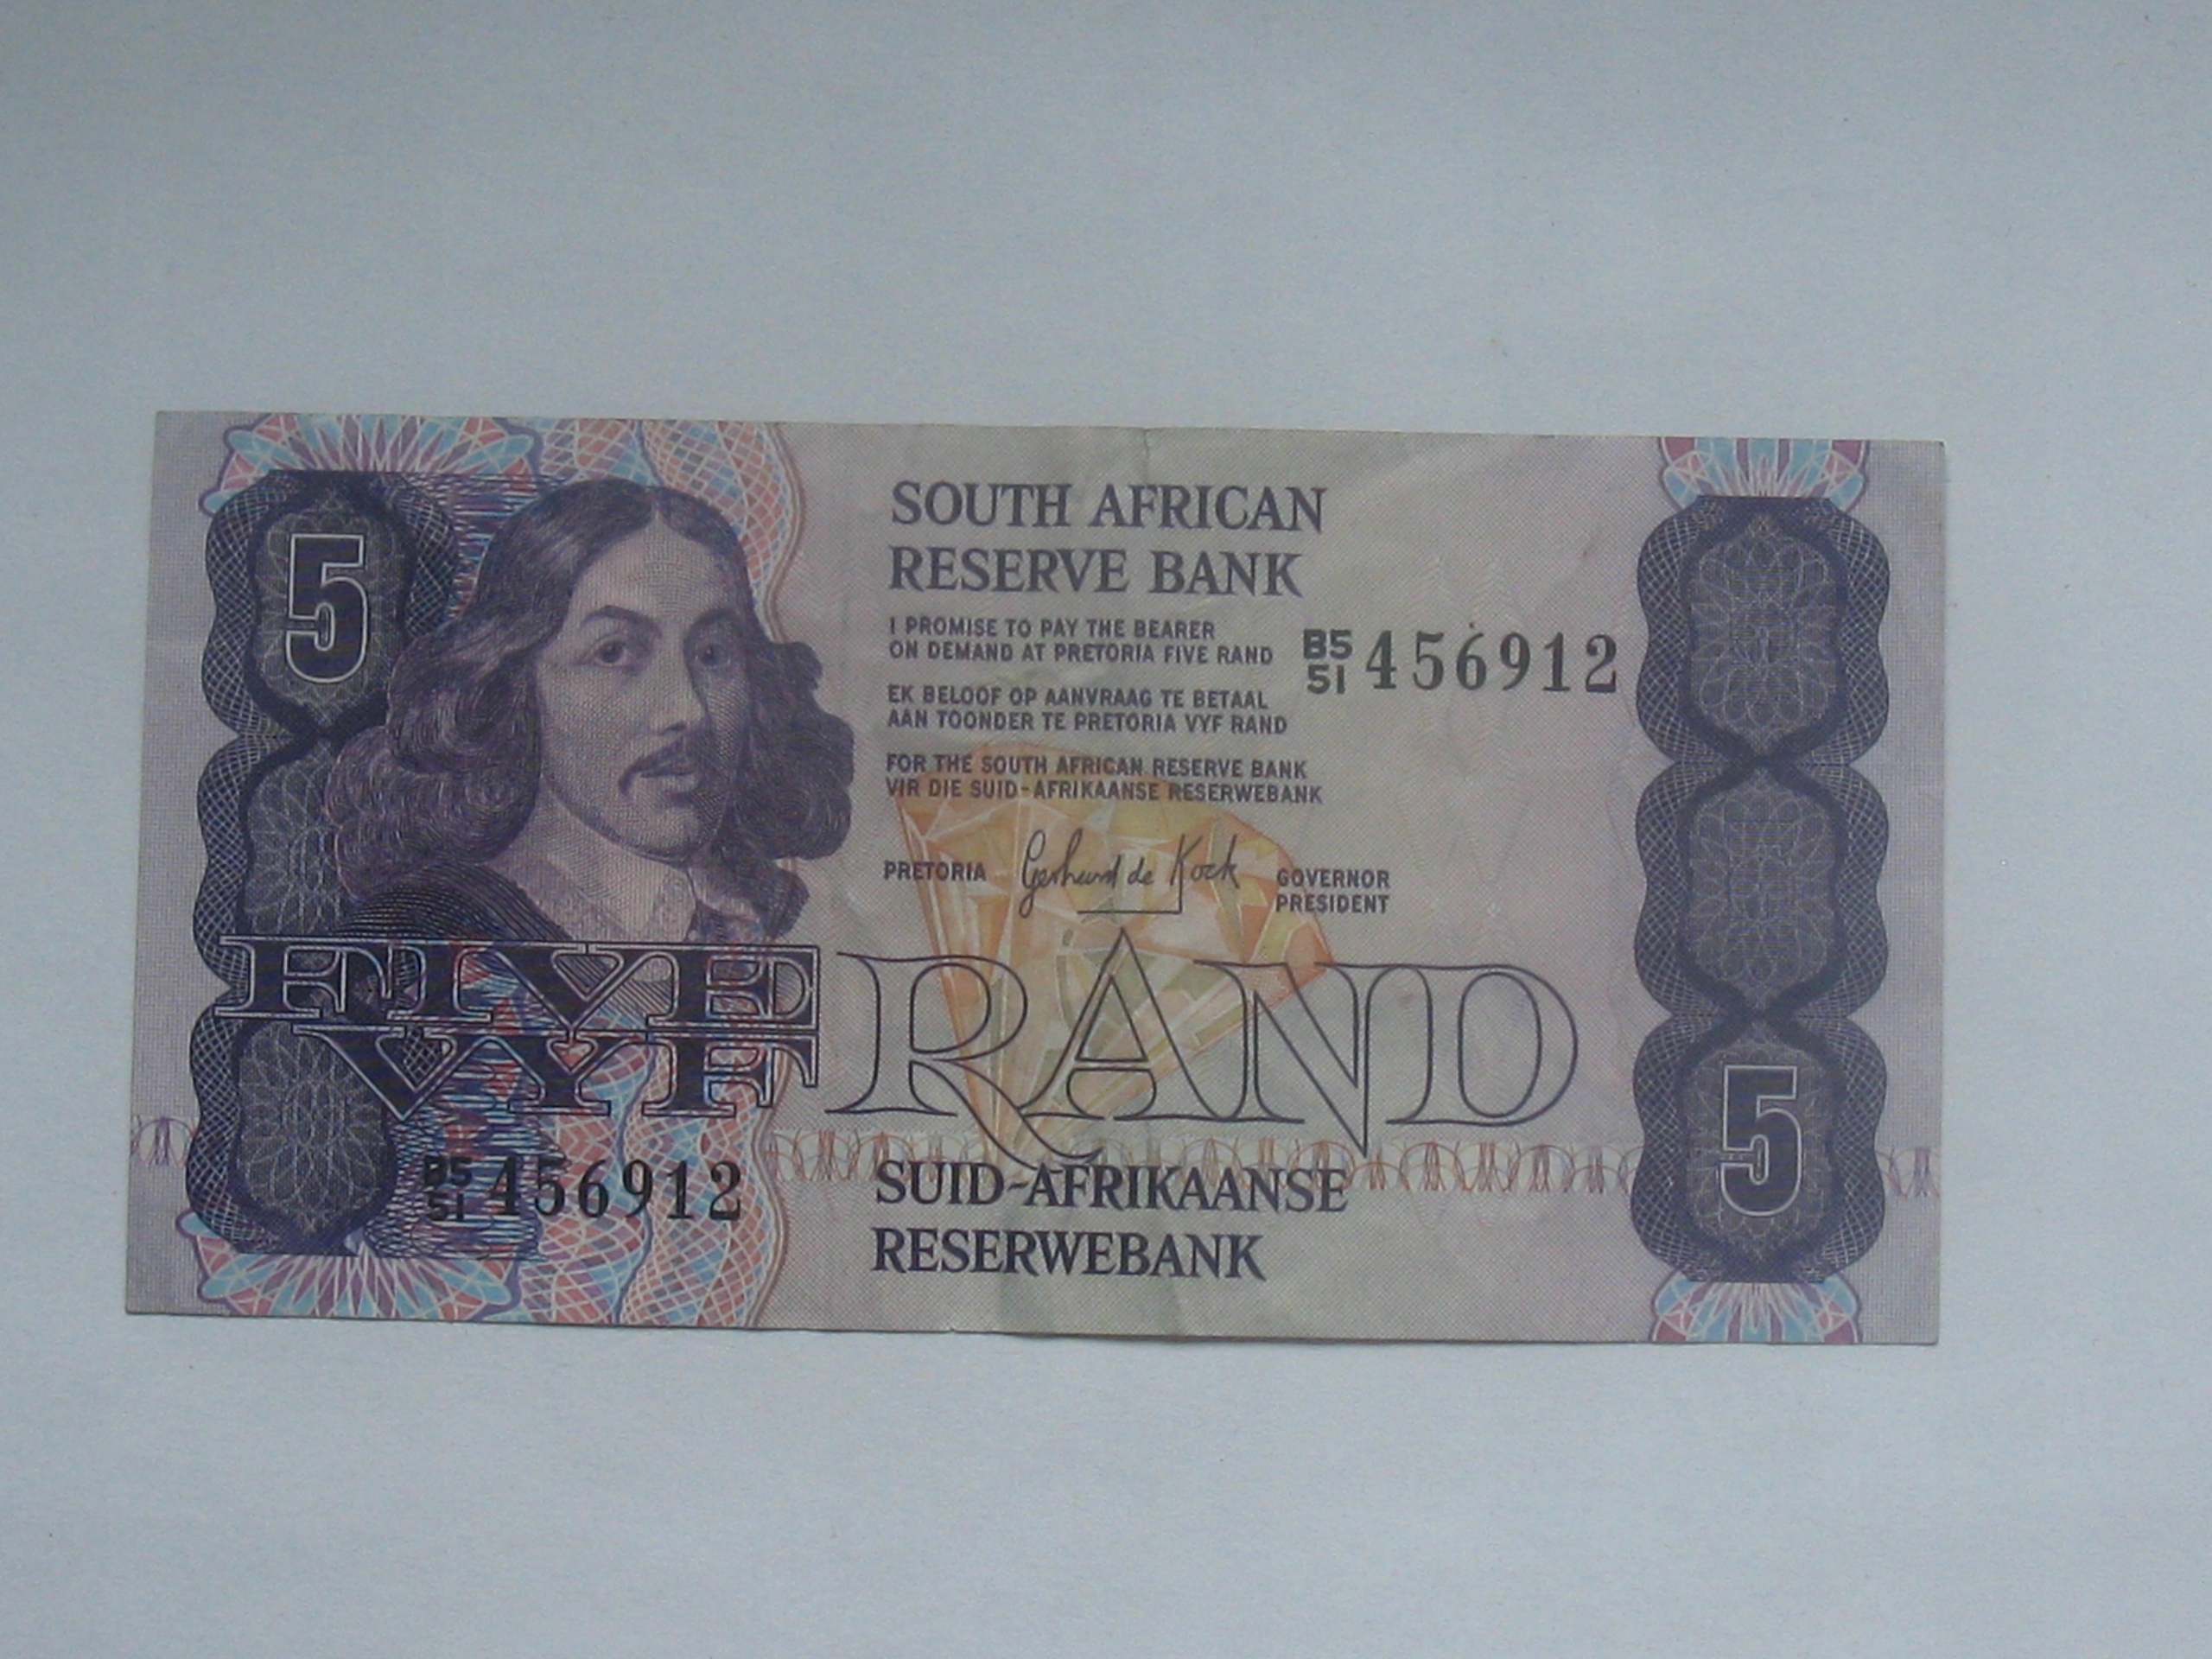 5
SOUTH AFRICAN
RESERVE BANK
I PROMISE TO PAY THE BEARER
ON DEMAND AT PRETORIA FIVE RAND
B5
51 456912
EK BELOOF OP AANVRAAG TE BETAAL
AAN TOONDER TE PRETORIA VYF RAND
FOR THE SOUTH AFRICAN RESERVE BANK
VIR DIE SUID-AFRIKAANSE RESERWEBANK
PRETORIA Gerhard de Kock GOVERNOR
PRESIDENT
FIVE RAND
VYF
B5
51 456912
SUID-AFRIKAANSE
RESERWEBANK
5